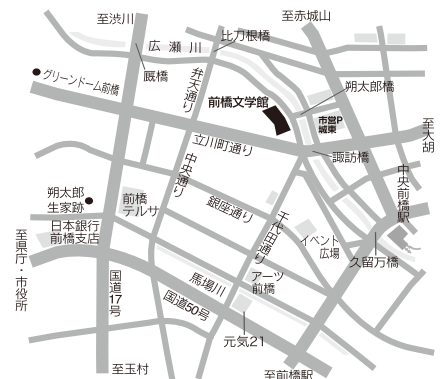 至渋川
至赤城山
広瀬川
比刀根橋
厩橋
グリーンドーム前橋
弁天通り
朔太郎橋
前橋文学館
市営P
城東
至大胡
立川町通り
諏訪橋
中央通り
中央前橋駅
朔太郎
生家跡
前橋
テルサ
銀座通り
千代田通り
日本銀行
前橋支店
イベント
広場
久留万橋
至県庁・市役所
馬場川
アーツ
前橋
国道17号
国道50号
元気21
至玉村
至前橋駅